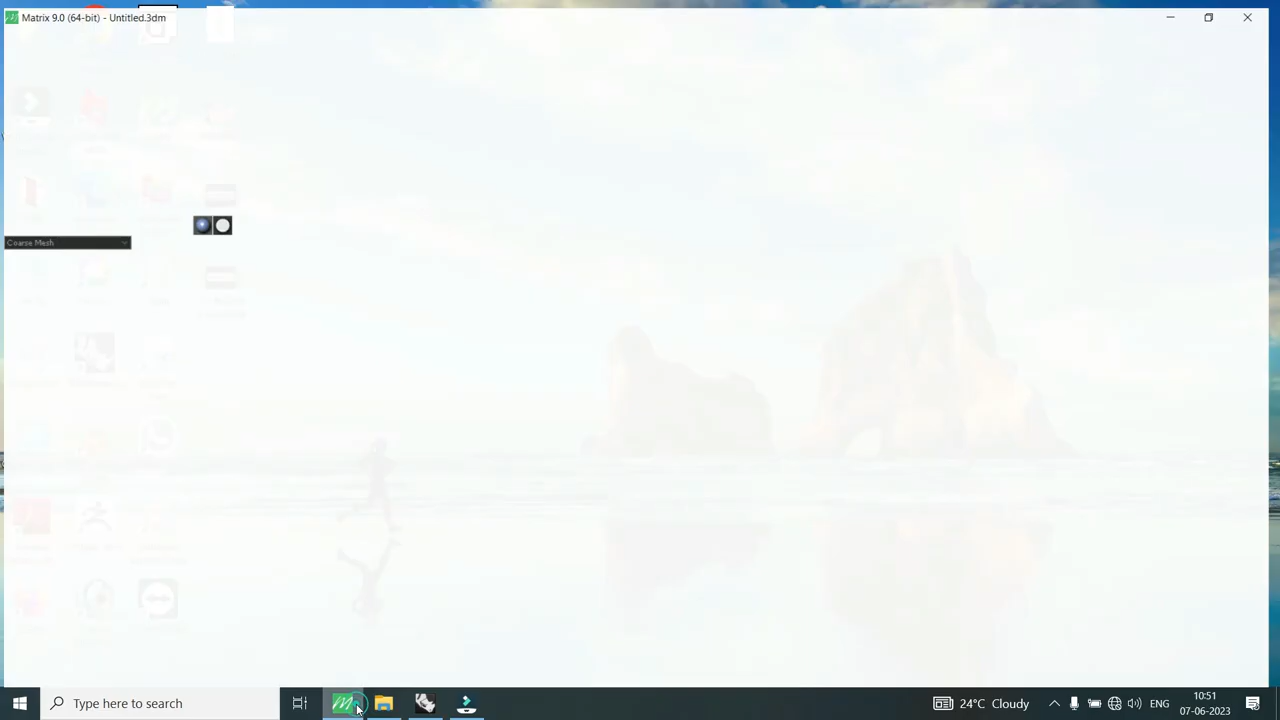 Matrix 9.0 (64-bit) - Untitled.3dm
Coarse Mesh
Type here to search
24°C Cloudy
ENG
10:51
07-06-2023